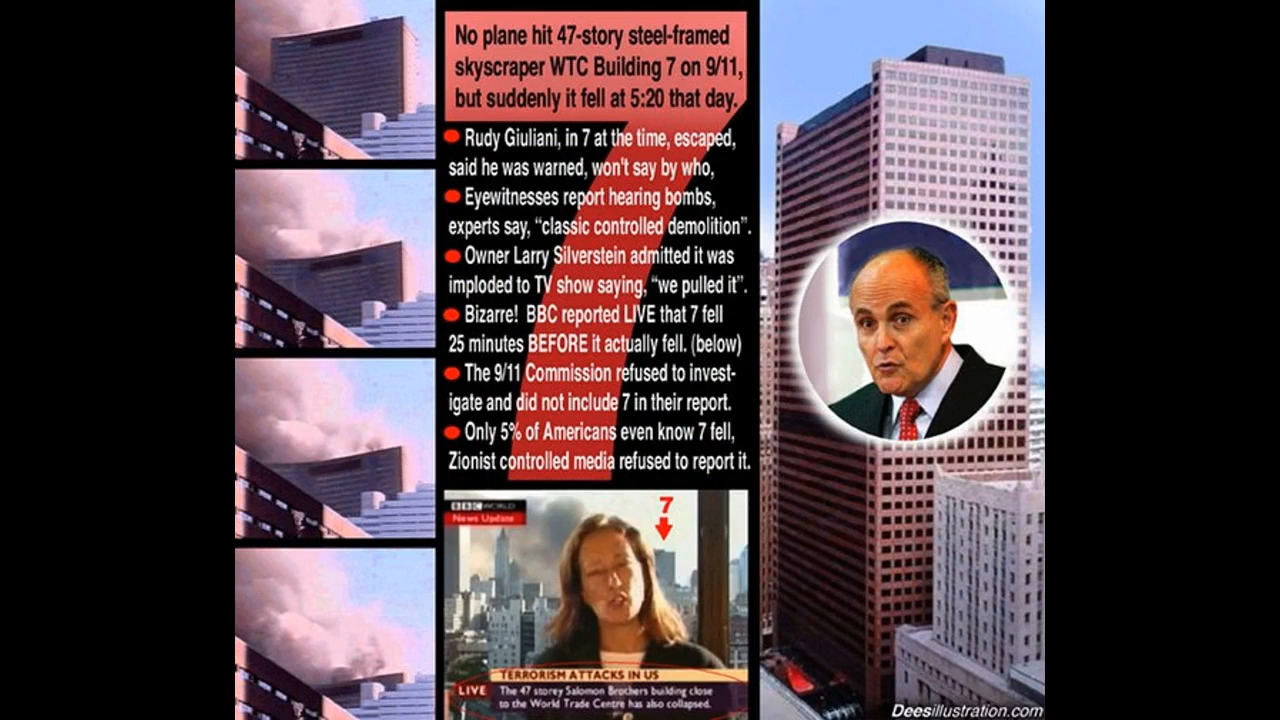 No plane hit 47-story steel-framed
skyscraper WTC Building 7 on 9/11,
but suddenly it fell at 5:20 that day.
Rudy Giuliani, in 7 at the time, escaped,
said he was warned, won't say by who,
Eyewitnesses report hearing bombs,
experts say, “classic controlled demolition”.
Owner Larry Silverstein admitted it was
imploded to TV show saying, “we pulled it”.
Bizarre! BBC reported LIVE that 7 fell
25 minutes BEFORE it actually fell. (below)
The 9/11 Commission refused to invest-
igate and did not include 7 in their report.
Only 5% of Americans even know 7 fell,
Zionist controlled media refused to report it.
BBC WORLD
News Update
7
TERRORISM ATTACKS IN US
LIVE
The 47 storey Salomon Brothers building close
to the World Trade Centre has also collapsed.
Deesillustration.com